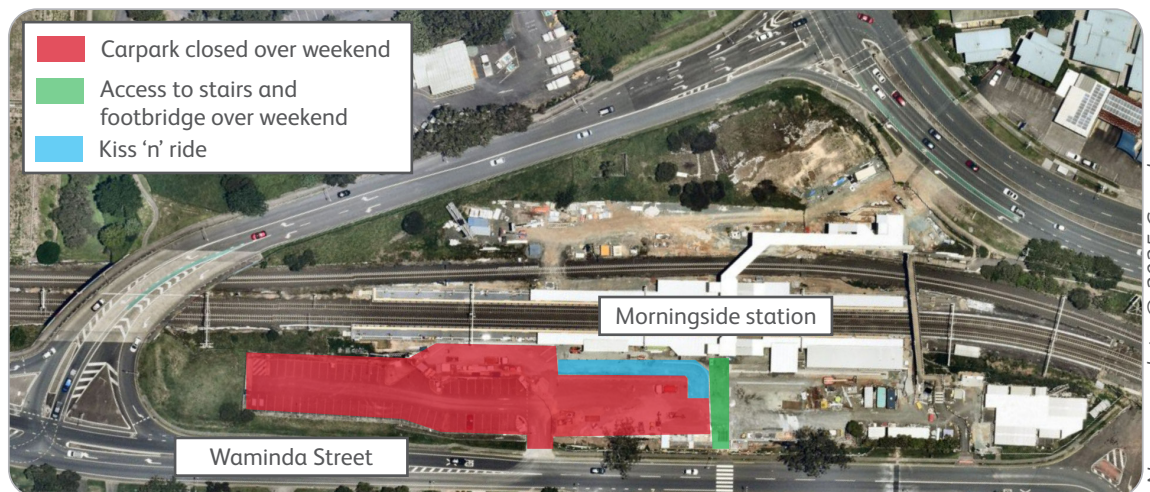 Carpark closed over weekend
Access to stairs and
footbridge over weekend
Kiss ‘n’ ride
Morningside station
Waminda Street